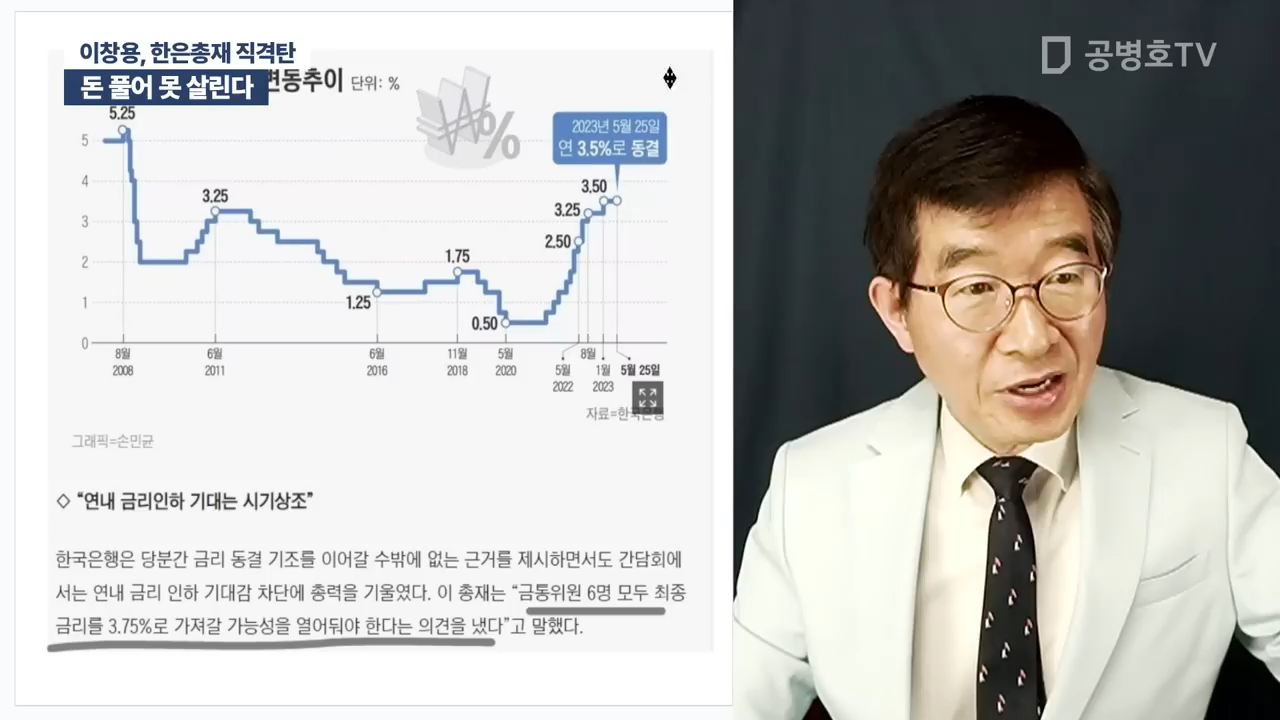 이창용, 한은총재 직격탄
돈 풀어 못 살린다
변동추이 단위: %
공병호TV
5.25
5
4
3
2
1
0
3.25
1.25
1.75
0.50
2.50
3.25
3.50
2023년 5월 25일
연 3.5%로 동결
8월 2008
6월 2011
6월 2016
11월 2018
5월 2020
5월 2022
8월
1월 2023
5월 25일
자료=한국은행
그래픽=손민균
◇ “연내 금리인하 기대는 시기상조”
한국은행은 당분간 금리 동결 기조를 이어갈 수밖에 없는 근거를 제시하면서도 간담회에
서는 연내 금리 인하 기대감 차단에 총력을 기울였다. 이 총재는 “금통위원 6명 모두 최종
금리를 3.75%로 가져갈 가능성을 열어둬야 한다는 의견을 냈다”고 말했다.